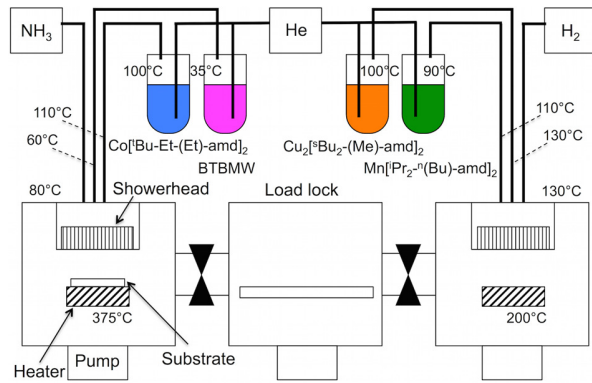 NH₃
He
H₂
100°C
35°C
100°C
90°C
110°C
60°C
110°C
130°C
Co[ᵗBu-Et-(Et)-amd]₂
Cu₂[ˢBu₂-(Me)-amd]₂
BTBMW
Mn[ⁱPr₂-ⁿ(Bu)-amd]₂
80°C
Showerhead
Load lock
130°C
375°C
200°C
Heater
Pump
Substrate